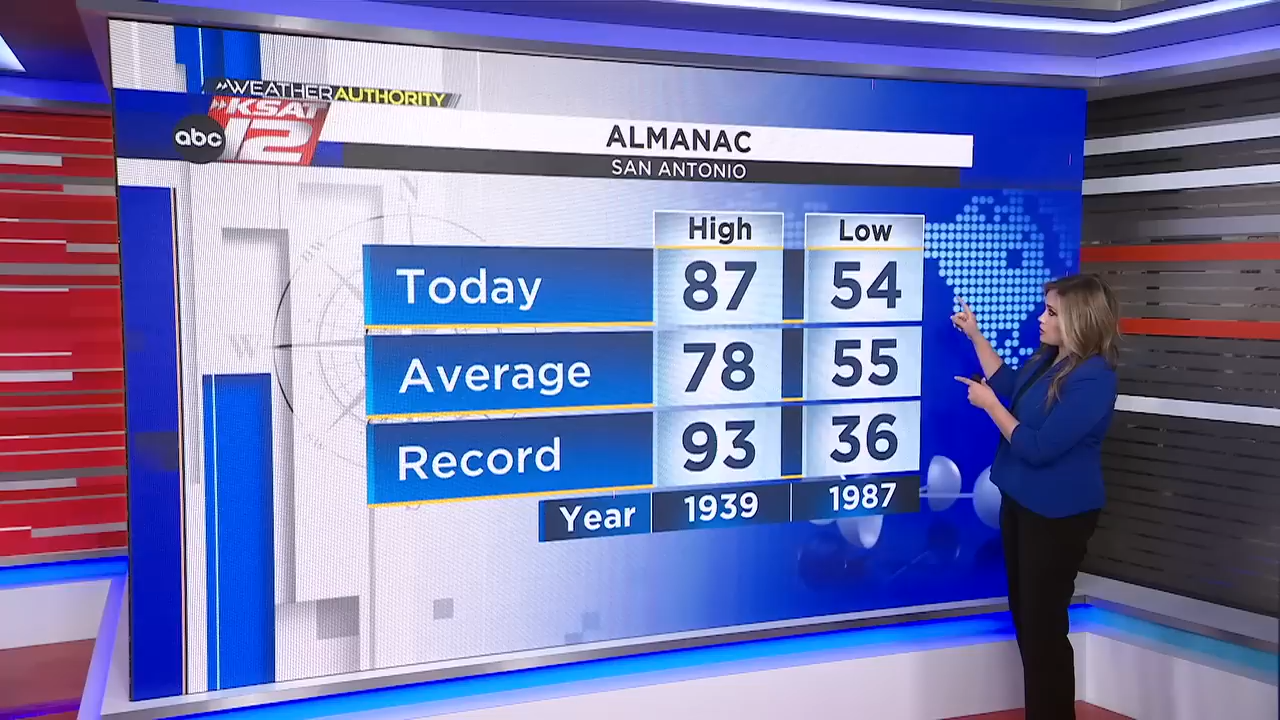 WEATHER AUTHORITY
KSAT
abc 12
ALMANAC
SAN ANTONIO
N
High Low
Today 87 54
W
Average 78 55
Record 93 36
Year 1939 1987